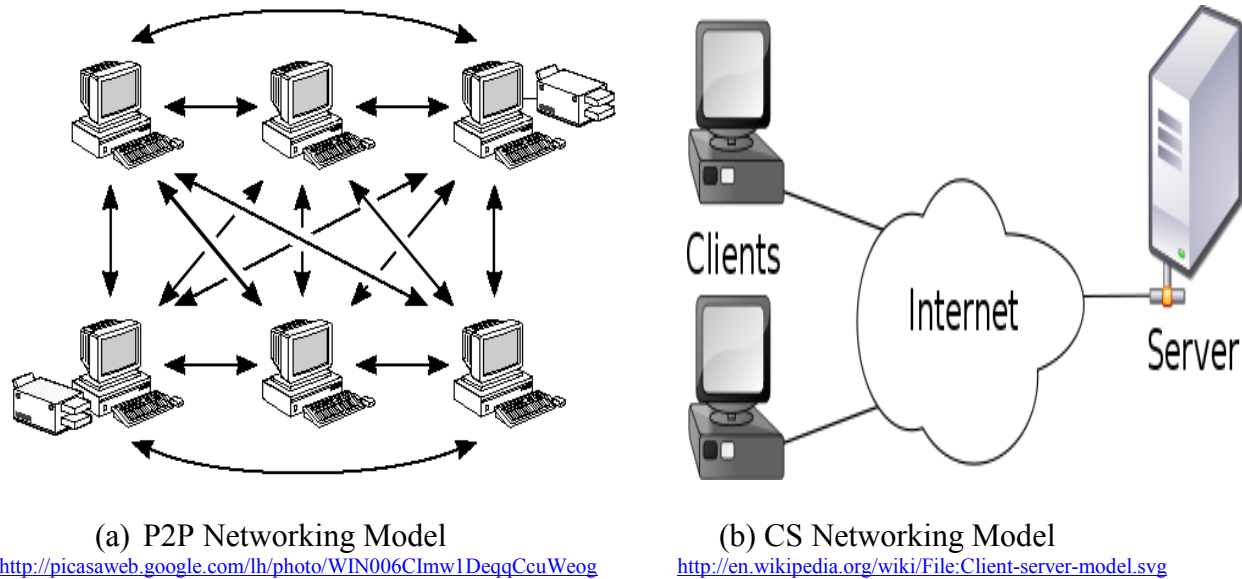 Clients
Internet
Server
(a) P2P Networking Model
http://picasaweb.google.com/lh/photo/WIN006CImw1DeqqCcuWeog
(b) CS Networking Model
http://en.wikipedia.org/wiki/File:Client-server-model.svg